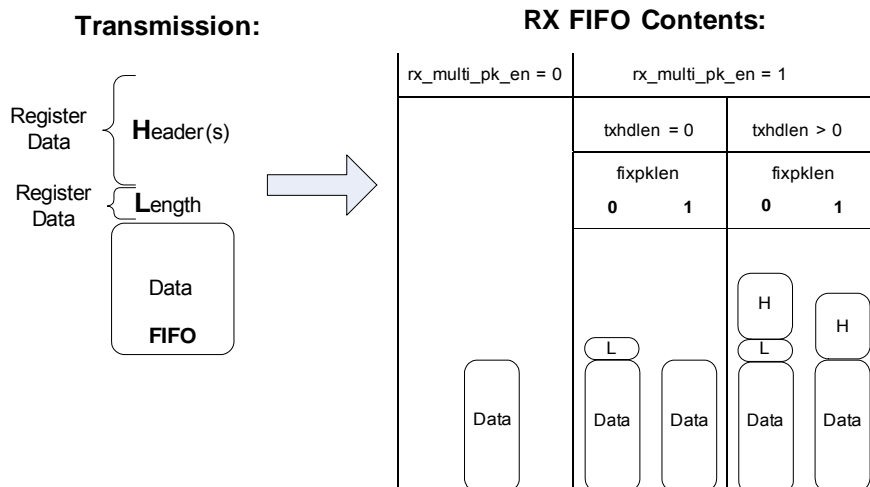 Transmission:
RX FIFO Contents:
rx_multi_pk_en = 0
rx_multi_pk_en = 1
Register
Data
Header(s)
txhdlen = 0
txhdlen > 0
fixpklen
fixpklen
Register
Data
Length
0
1
0
1
Data
FIFO
H
H
L
L
Data
Data
Data
Data
Data